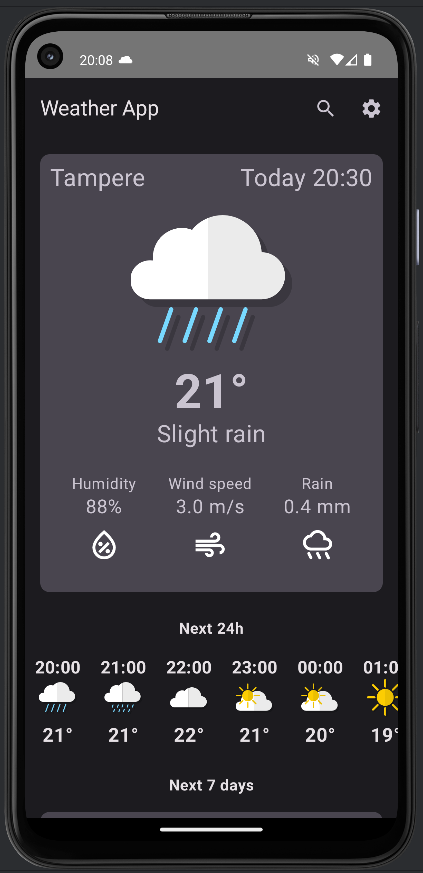 20:08
Weather App
Tampere Today 20:30
21°
Slight rain
Humidity Wind speed Rain
88% 3.0 m/s 0.4 mm
Next 24h
20:00 21:00 22:00 23:00 00:00 01:0
21° 21° 22° 21° 20° 19°
Next 7 days